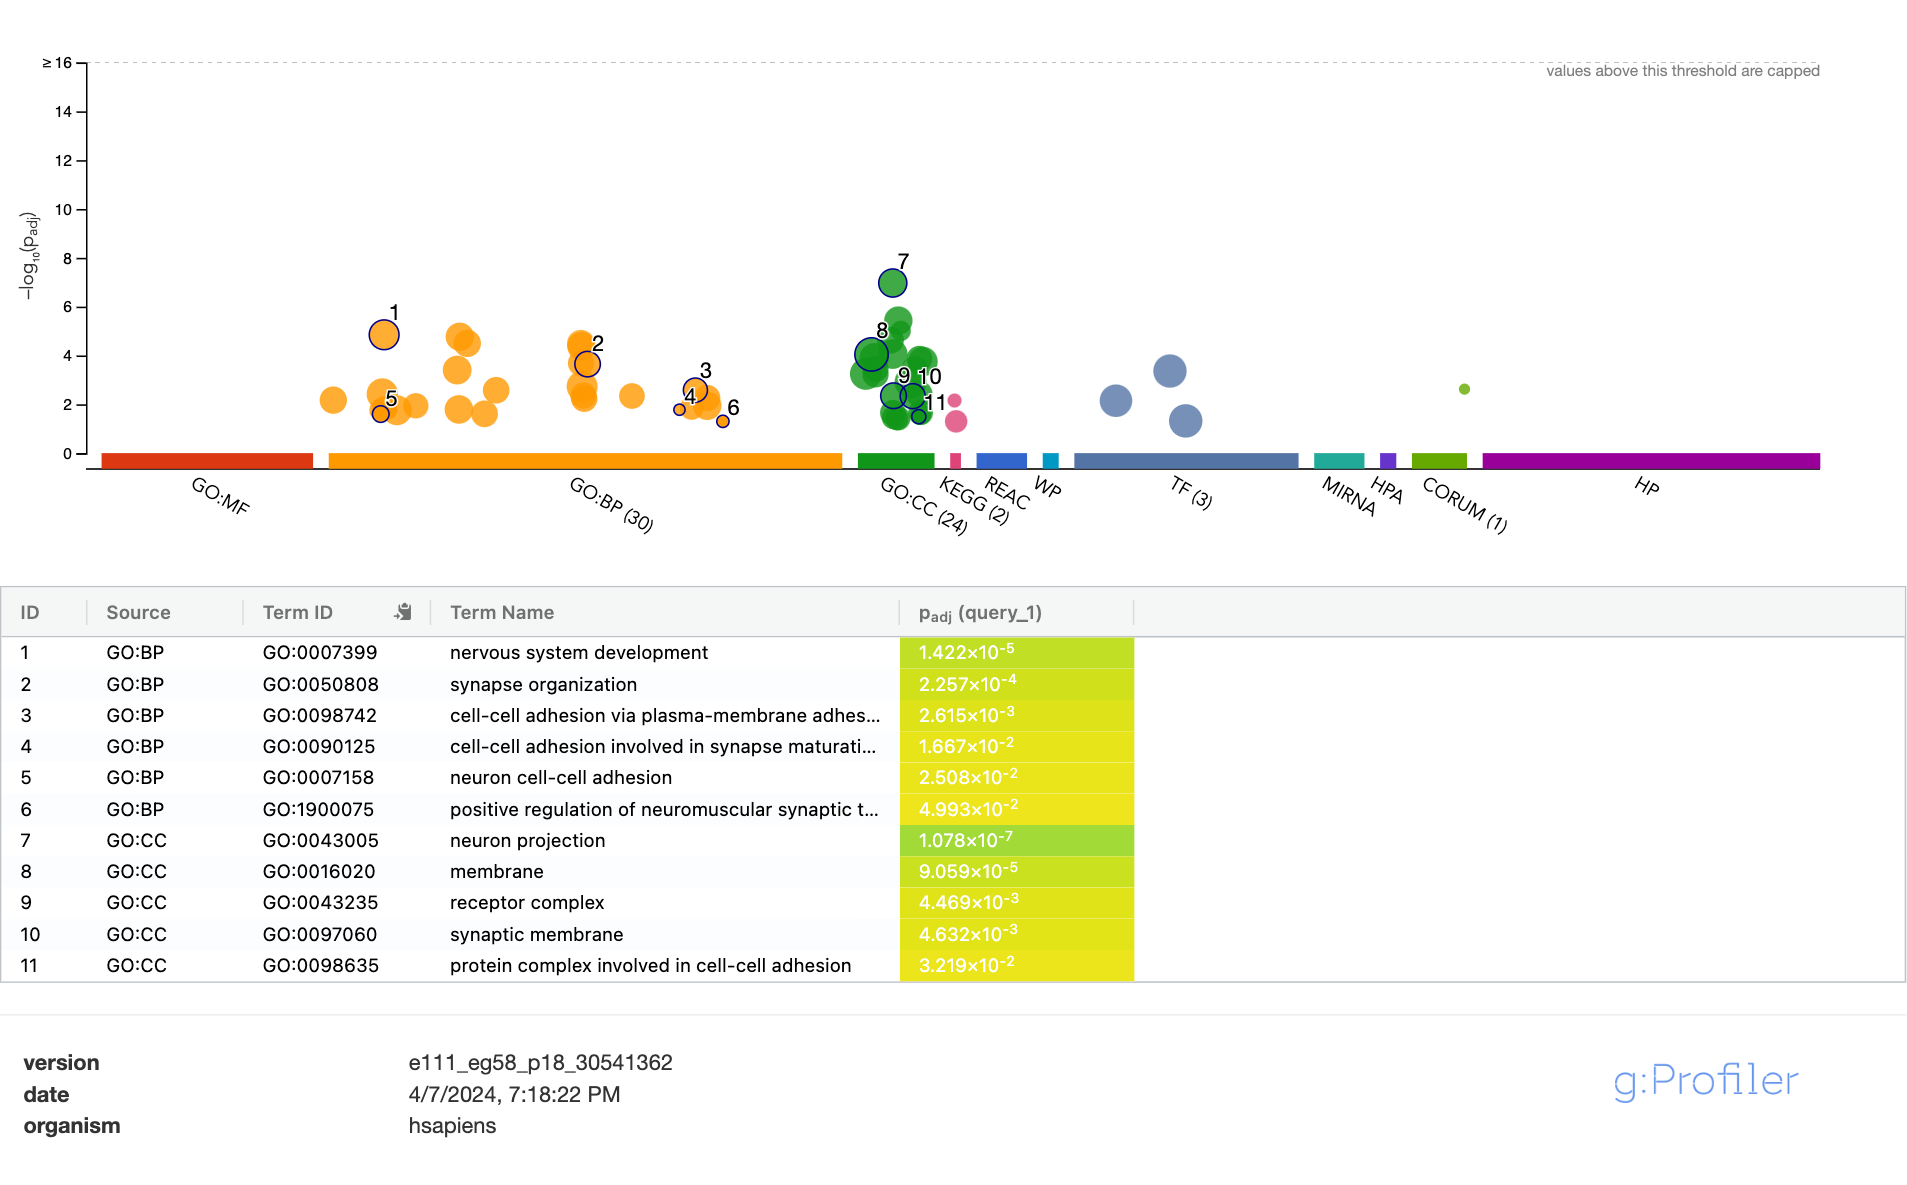 ≥ 16
values above this threshold are capped
14
12
10
8
6
4
2
0
–log10(padj)
1
2
3
4
5
6
7
8
9
10
11
GO:MF
GO:BP (30)
GO:CC (24)
KEGG (2)
REAC
WP
TF (3)
MIRNA
HPA
CORUM (1)
HP
ID Source Term ID Term Name padj (query_1)
1 GO:BP GO:0007399 nervous system development 1.422×10-5
2 GO:BP GO:0050808 synapse organization 2.257×10-4
3 GO:BP GO:0098742 cell-cell adhesion via plasma-membrane adhes... 2.615×10-3
4 GO:BP GO:0090125 cell-cell adhesion involved in synapse maturati... 1.667×10-2
5 GO:BP GO:0007158 neuron cell-cell adhesion 2.508×10-2
6 GO:BP GO:1900075 positive regulation of neuromuscular synaptic t... 4.993×10-2
7 GO:CC GO:0043005 neuron projection 1.078×10-7
8 GO:CC GO:0016020 membrane 9.059×10-5
9 GO:CC GO:0043235 receptor complex 4.469×10-3
10 GO:CC GO:0097060 synaptic membrane 4.632×10-3
11 GO:CC GO:0098635 protein complex involved in cell-cell adhesion 3.219×10-2
version e111_eg58_p18_30541362
date 4/7/2024, 7:18:22 PM
organism hsapiens
g:Profiler